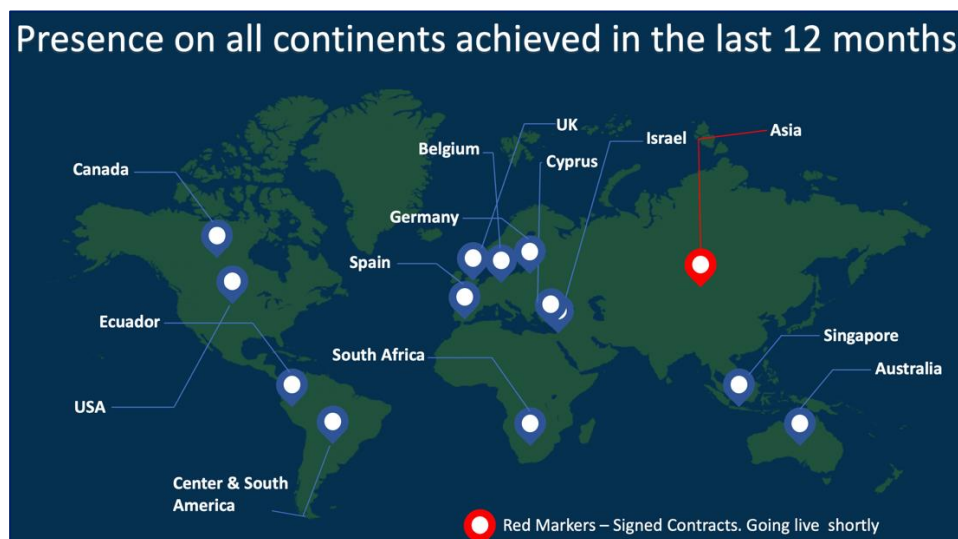 Presence on all continents achieved in the last 12 months
UK
Asia
Israel
Belgium
Cyprus
Canada
Germany
Spain
Ecuador
Singapore
South Africa
Australia
USA
Center & South
America
Red Markers – Signed Contracts. Going live shortly